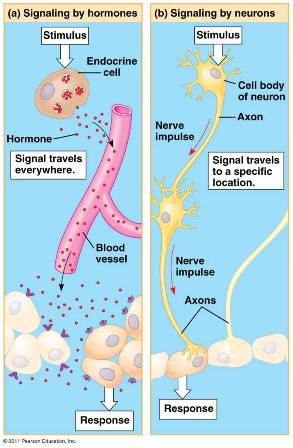 (a) Signaling by hormones
Stimulus
Endocrine
cell
Hormone
Signal travels
everywhere.
Blood
vessel
Response
(b) Signaling by neurons
Stimulus
Cell body
of neuron
Axon
Nerve
impulse
Signal travels
to a specific
location.
Nerve
impulse
Axons
Response
© 2011 Pearson Education, Inc.